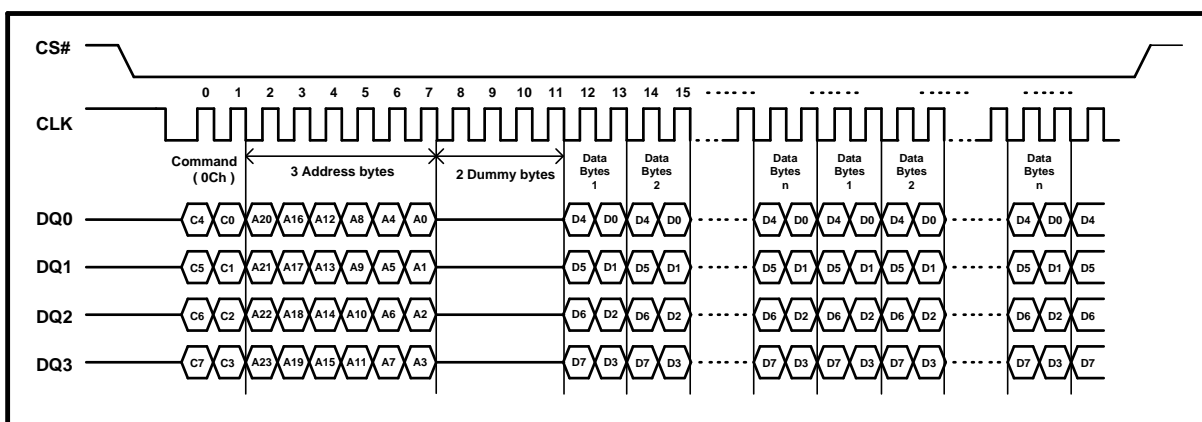 CS#
0 1 2 3 4 5 6 7 8 9 10 11 12 13 14 15
CLK
Command
( 0Ch )
3 Address bytes
2 Dummy bytes
Data
Bytes
1
Data
Bytes
2
Data
Bytes
n
Data
Bytes
1
Data
Bytes
2
Data
Bytes
n
DQ0 C4 C0 A20 A16 A12 A8 A4 A0 D4 D0 D4 D0 D4 D0 D4 D0 D4 D0 D4 D0 D4
DQ1 C5 C1 A21 A17 A13 A9 A5 A1 D5 D1 D5 D1 D5 D1 D5 D1 D5 D1 D5 D1 D5
DQ2 C6 C2 A22 A18 A14 A10 A6 A2 D6 D2 D6 D2 D6 D2 D6 D2 D6 D2 D6 D2 D6
DQ3 C7 C3 A23 A19 A15 A11 A7 A3 D7 D3 D7 D3 D7 D3 D7 D3 D7 D3 D7 D3 D7